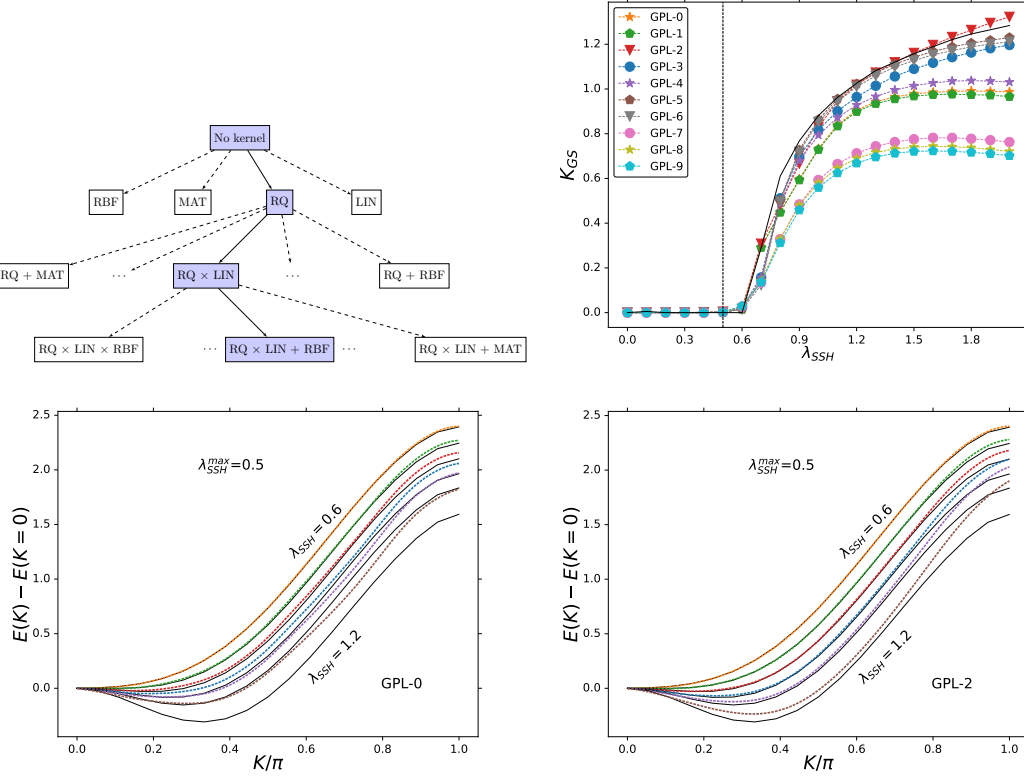 No kernel
RBF MAT RQ LIN
RQ + MAT ... RQ × LIN ... RQ + RBF
RQ × LIN × RBF ... RQ × LIN + RBF ... RQ × LIN + MAT
GPL-0
GPL-1
GPL-2
GPL-3
GPL-4
GPL-5
GPL-6
GPL-7
GPL-8
GPL-9
K_GS
1.2
1.0
0.8
0.6
0.4
0.2
0.0
0.0 0.3 0.6 0.9 1.2 1.5 1.8
λ_SSH
E(K) − E(K = 0)
2.5
2.0
1.5
1.0
0.5
0.0
λ_SSH^max=0.5
λ_SSH = 0.6
λ_SSH = 1.2
GPL-0
0.0 0.2 0.4 0.6 0.8 1.0
K/π
E(K) − E(K = 0)
2.5
2.0
1.5
1.0
0.5
0.0
λ_SSH^max=0.5
λ_SSH = 0.6
λ_SSH = 1.2
GPL-2
0.0 0.2 0.4 0.6 0.8 1.0
K/π